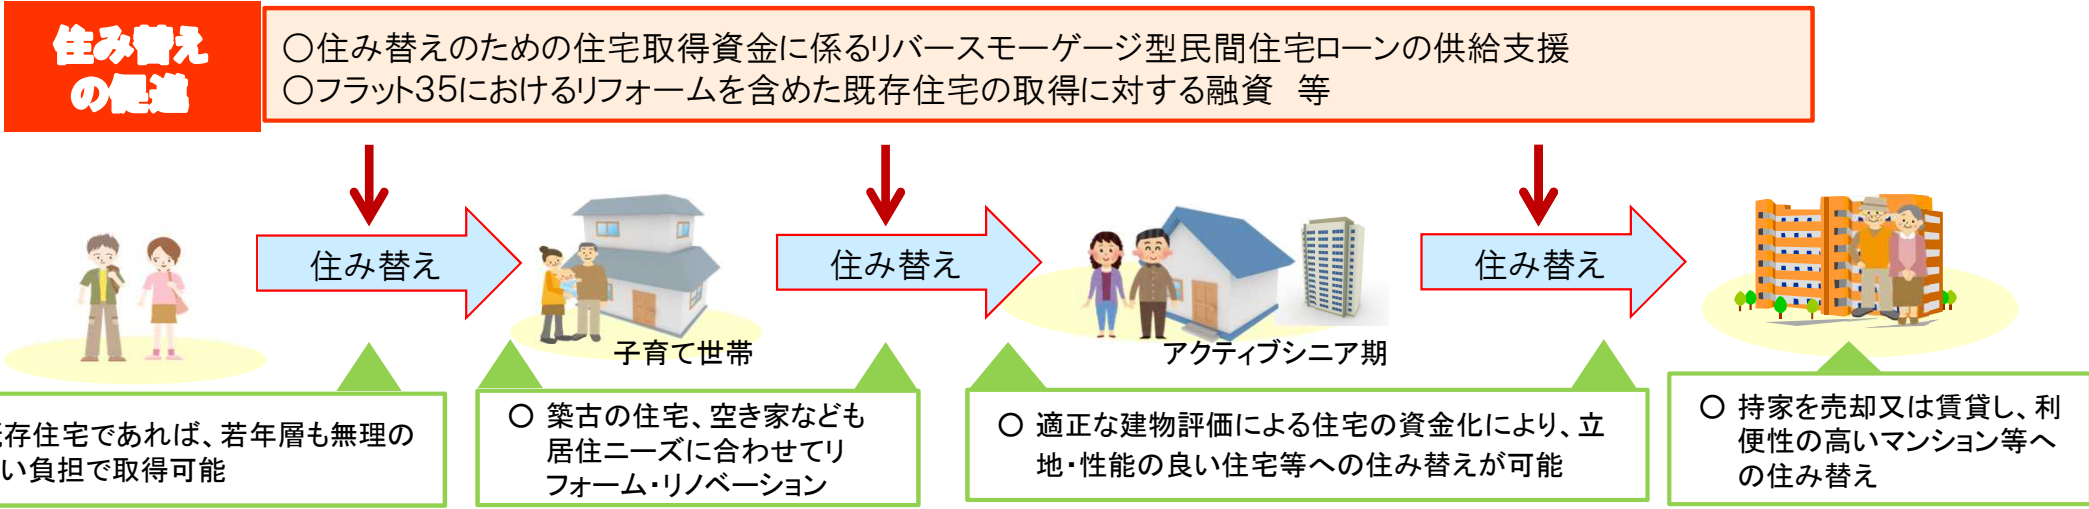 住み替え
の促進
〇住み替えのための住宅取得資金に係るリバースモーゲージ型民間住宅ローンの供給支援
〇フラット35におけるリフォームを含めた既存住宅の取得に対する融資　等
住み替え
住み替え
住み替え
子育て世帯
アクティブシニア期
存住宅であれば、若年層も無理の
い負担で取得可能
〇 築古の住宅、空き家なども
居住ニーズに合わせてリ
フォーム・リノベーション
〇 適正な建物評価による住宅の資金化により、立
地・性能の良い住宅等への住み替えが可能
〇 持家を売却又は賃貸し、利
便性の高いマンション等へ
の住み替え